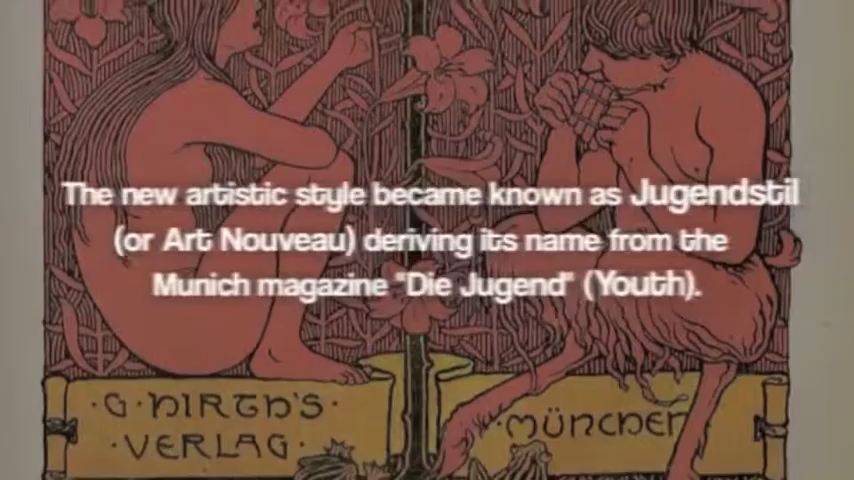 The new artistic style became known as Jugendstil
(or Art Nouveau) deriving its name from the
Munich magazine "Die Jugend" (Youth).
·G·HIRTH'S·
·VERLAG·
·MÜNCHEN